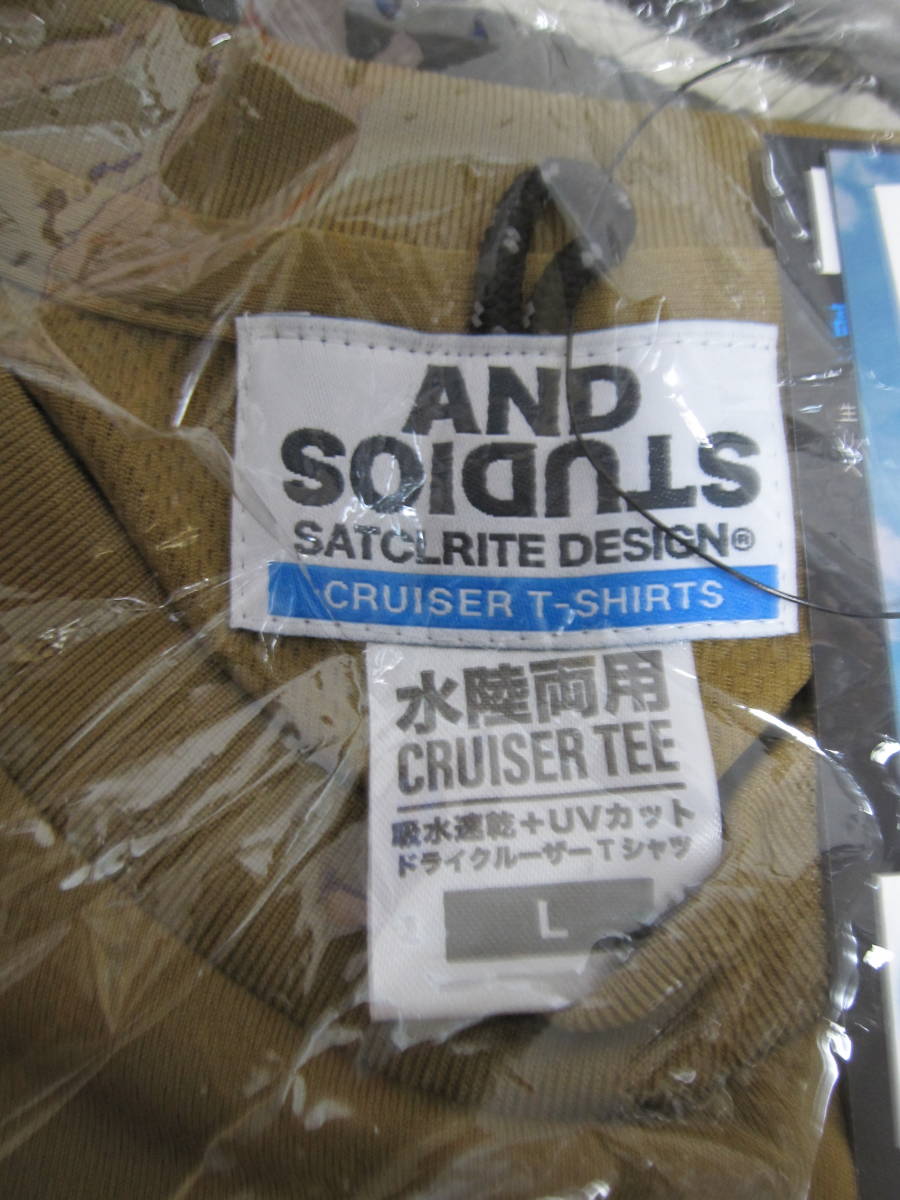 AND
STUDIOS
SATCLRITE DESIGN®
CRUISER T-SHIRTS
水陸両用
CRUISER TEE
吸水速乾+UVカット
ドライクルーザーTシャツ
L